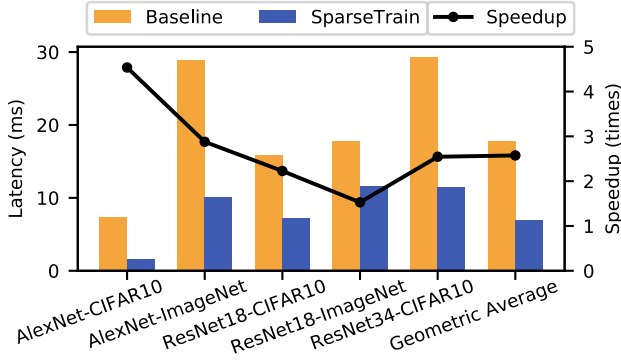 Baseline SparseTrain Speedup
Latency (ms)
30
20
10
0
5
4
3
2
1
0
Speedup (times)
AlexNet-CIFAR10
AlexNet-ImageNet
ResNet18-CIFAR10
ResNet18-ImageNet
ResNet34-CIFAR10
Geometric Average